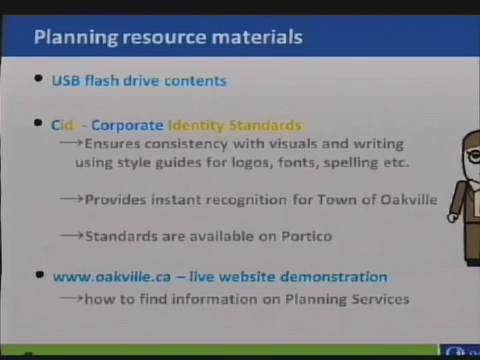 Planning resource materials
• USB flash drive contents
• Cid - Corporate Identity Standards
→Ensures consistency with visuals and writing
using style guides for logos, fonts, spelling etc.
→Provides instant recognition for Town of Oakville
→Standards are available on Portico
• www.oakville.ca – live website demonstration
→how to find information on Planning Services